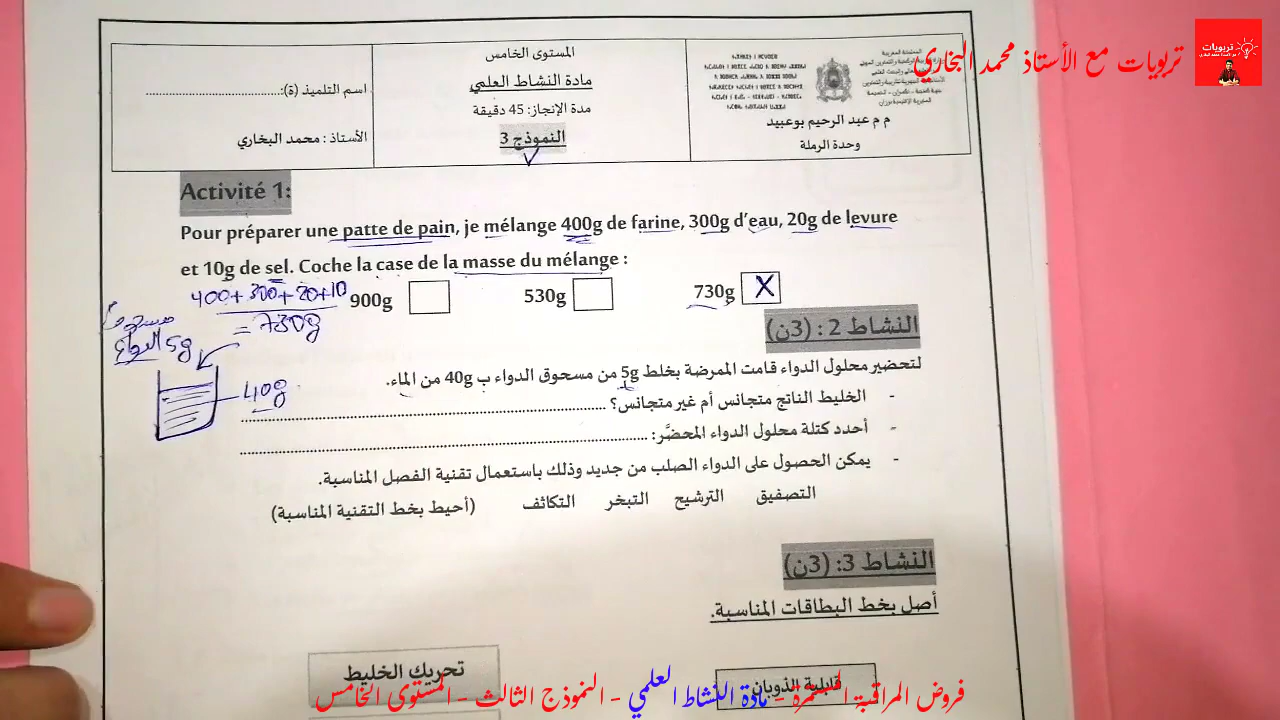 تربويات
تربويات مع الأستاذ محمد البخاري
م م عبد الرحيم بوعبيد
وحدة الرملة
المستوى الخامس
مادة النشاط العلمي
مدة الإنجاز: 45 دقيقة
النموذج 3
اسم التلميذ (ة):
الأستاذ : محمد البخاري
Activité 1:
Pour préparer une patte de pain, je mélange 400g de farine, 300g d'eau, 20g de levure
et 10g de sel. Coche la case de la masse du mélange :
900g 530g 730g X
400+300+20+10
= 730g
مسحوق
الدواء 5g
40g
النشاط 2 : (3ن)
لتحضير محلول الدواء قامت الممرضة بخلط 5g من مسحوق الدواء ب 40g من الماء.
- الخليط الناتج متجانس أم غير متجانس؟
- أحدد كتلة محلول الدواء المحضَّر:
- يمكن الحصول على الدواء الصلب من جديد وذلك باستعمال تقنية الفصل المناسبة.
التصفيق الترشيح التبخر التكاثف (أحيط بخط التقنية المناسبة)
النشاط 3: (3ن)
أصل بخط البطاقات المناسبة.
قابلية الذوبان
تحريك الخليط
فروض المراقبة المستمرة - مادة النشاط العلمي - النموذج الثالث - المستوى الخامس